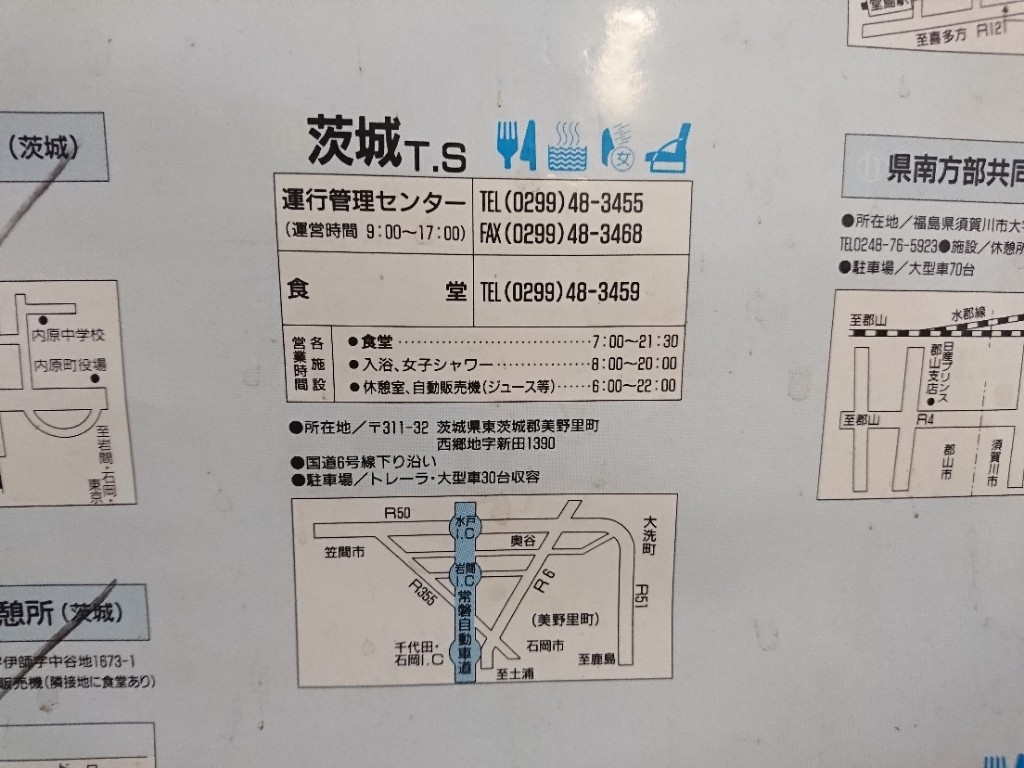 堂島駅
至喜多方 R121
(茨城)
茨城T.S
女
運行管理センター
(運営時間 9:00〜17:00)
TEL(0299)48-3455
FAX(0299)48-3468
食堂
TEL(0299)48-3459
各施設
営業時間
●食堂……7:00〜21:30
●入浴、女子シャワー……8:00〜20:00
●休憩室、自動販売機(ジュース等)……6:00〜22:00
●所在地/〒311-32 茨城県東茨城郡美野里町
西郷地字新田1390
●国道6号線下り沿い
●駐車場/トレーラ・大型車30台収容
R50
水戸I.C
笠間市
奥谷
大洗町
岩間I.C
R355
R6
R51
常磐自動車道
(美野里町)
千代田・
石岡I.C
石岡市
至鹿島
至土浦
県南方部共同
●所在地/福島県須賀川市大
TEL0248-76-5923●施設/休憩所
●駐車場/大型車70台
至郡山
水郡線
日産プリンス
郡山支店
至郡山
R4
郡山市
須賀川市
内原中学校
内原町役場
至岩間・石岡・
東京
憩所(茨城)
伊師字中谷地1673-1
販売機(隣接地に食堂あり)